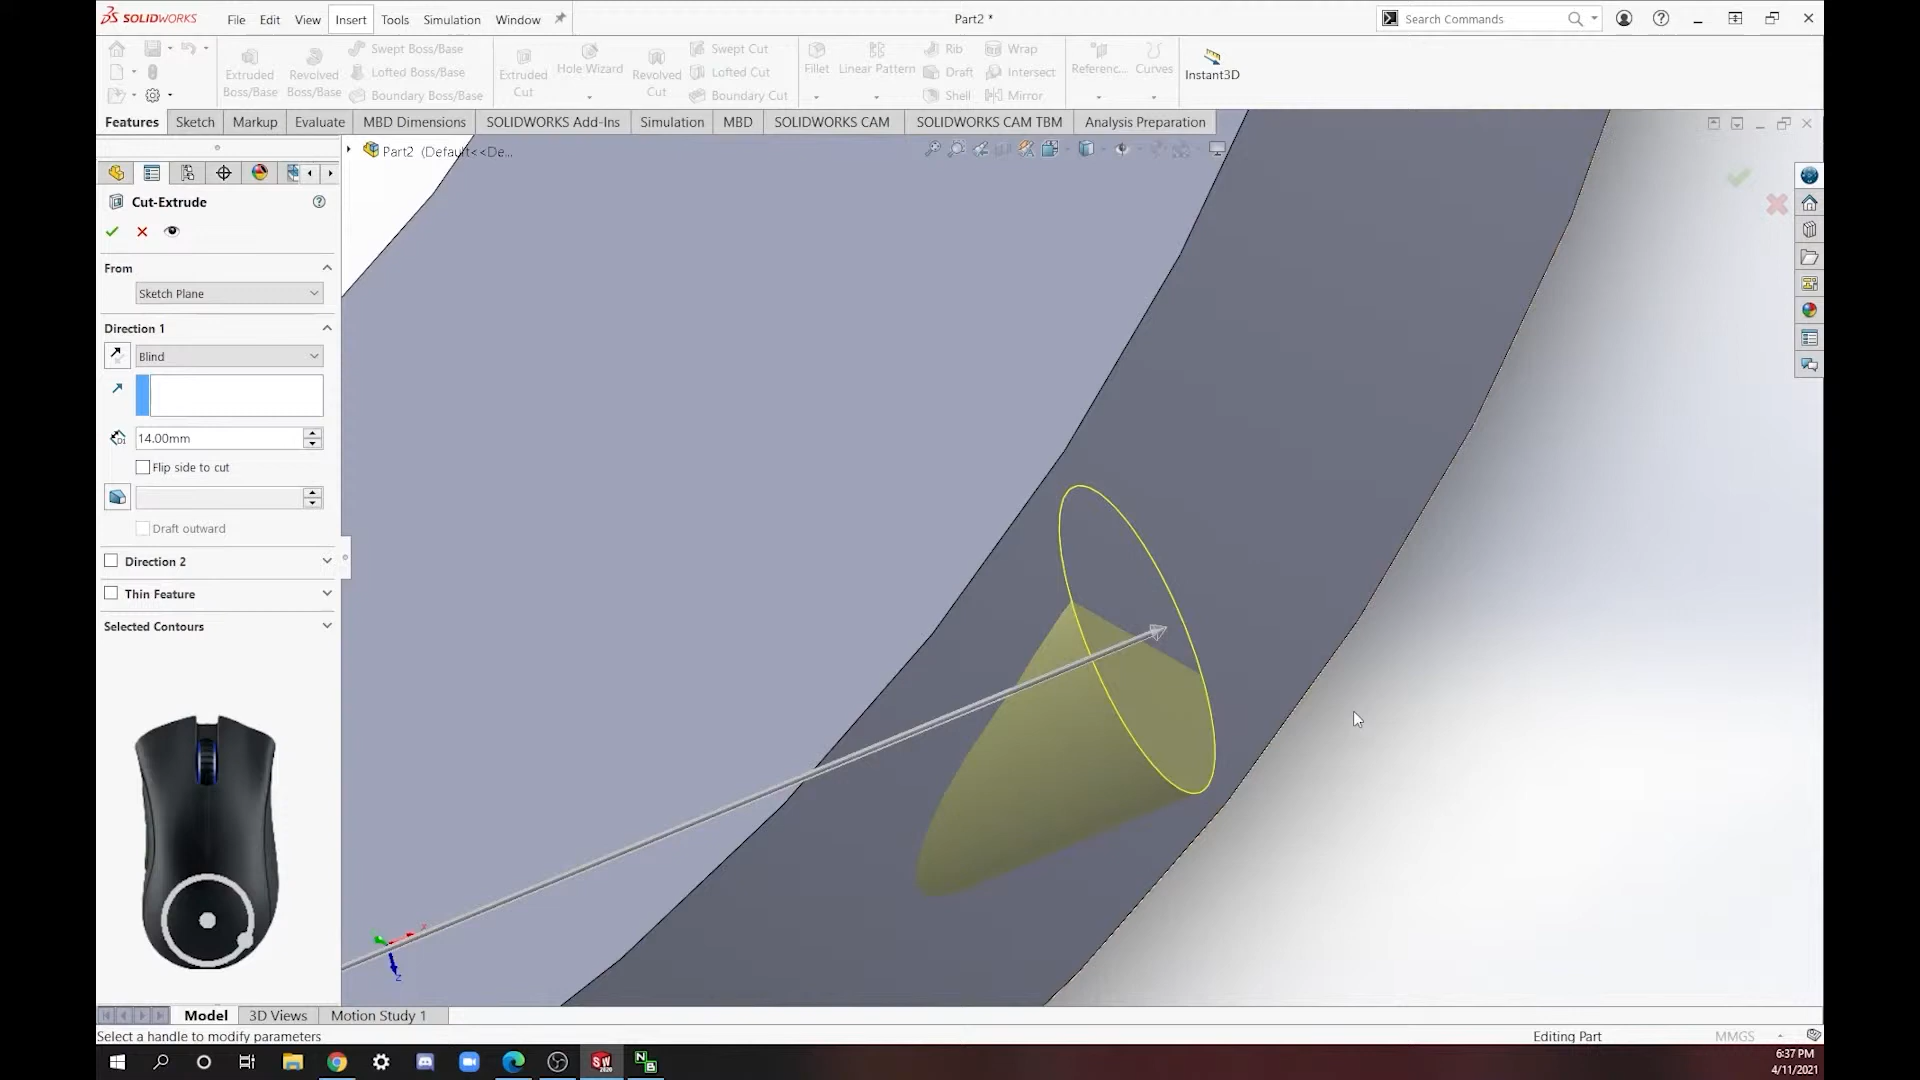 SOLIDWORKS File Edit View Insert Tools Simulation Window Part2 * Search Commands
Extruded Boss/Base
Revolved Boss/Base
Swept Boss/Base
Lofted Boss/Base
Boundary Boss/Base
Extruded Cut
Hole Wizard
Revolved Cut
Swept Cut
Lofted Cut
Boundary Cut
Fillet
Linear Pattern
Rib
Draft
Shell
Wrap
Intersect
Mirror
Referenc...
Curves
Instant3D
Features Sketch Markup Evaluate MBD Dimensions SOLIDWORKS Add-Ins Simulation MBD SOLIDWORKS CAM SOLIDWORKS CAM TBM Analysis Preparation
Part2 (Default<<De...
Cut-Extrude
From
Sketch Plane
Direction 1
Blind
14.00mm
Flip side to cut
Draft outward
Direction 2
Thin Feature
Selected Contours
X
Z
Model 3D Views Motion Study 1
Select a handle to modify parameters Editing Part MMGS
6:37 PM
4/11/2021